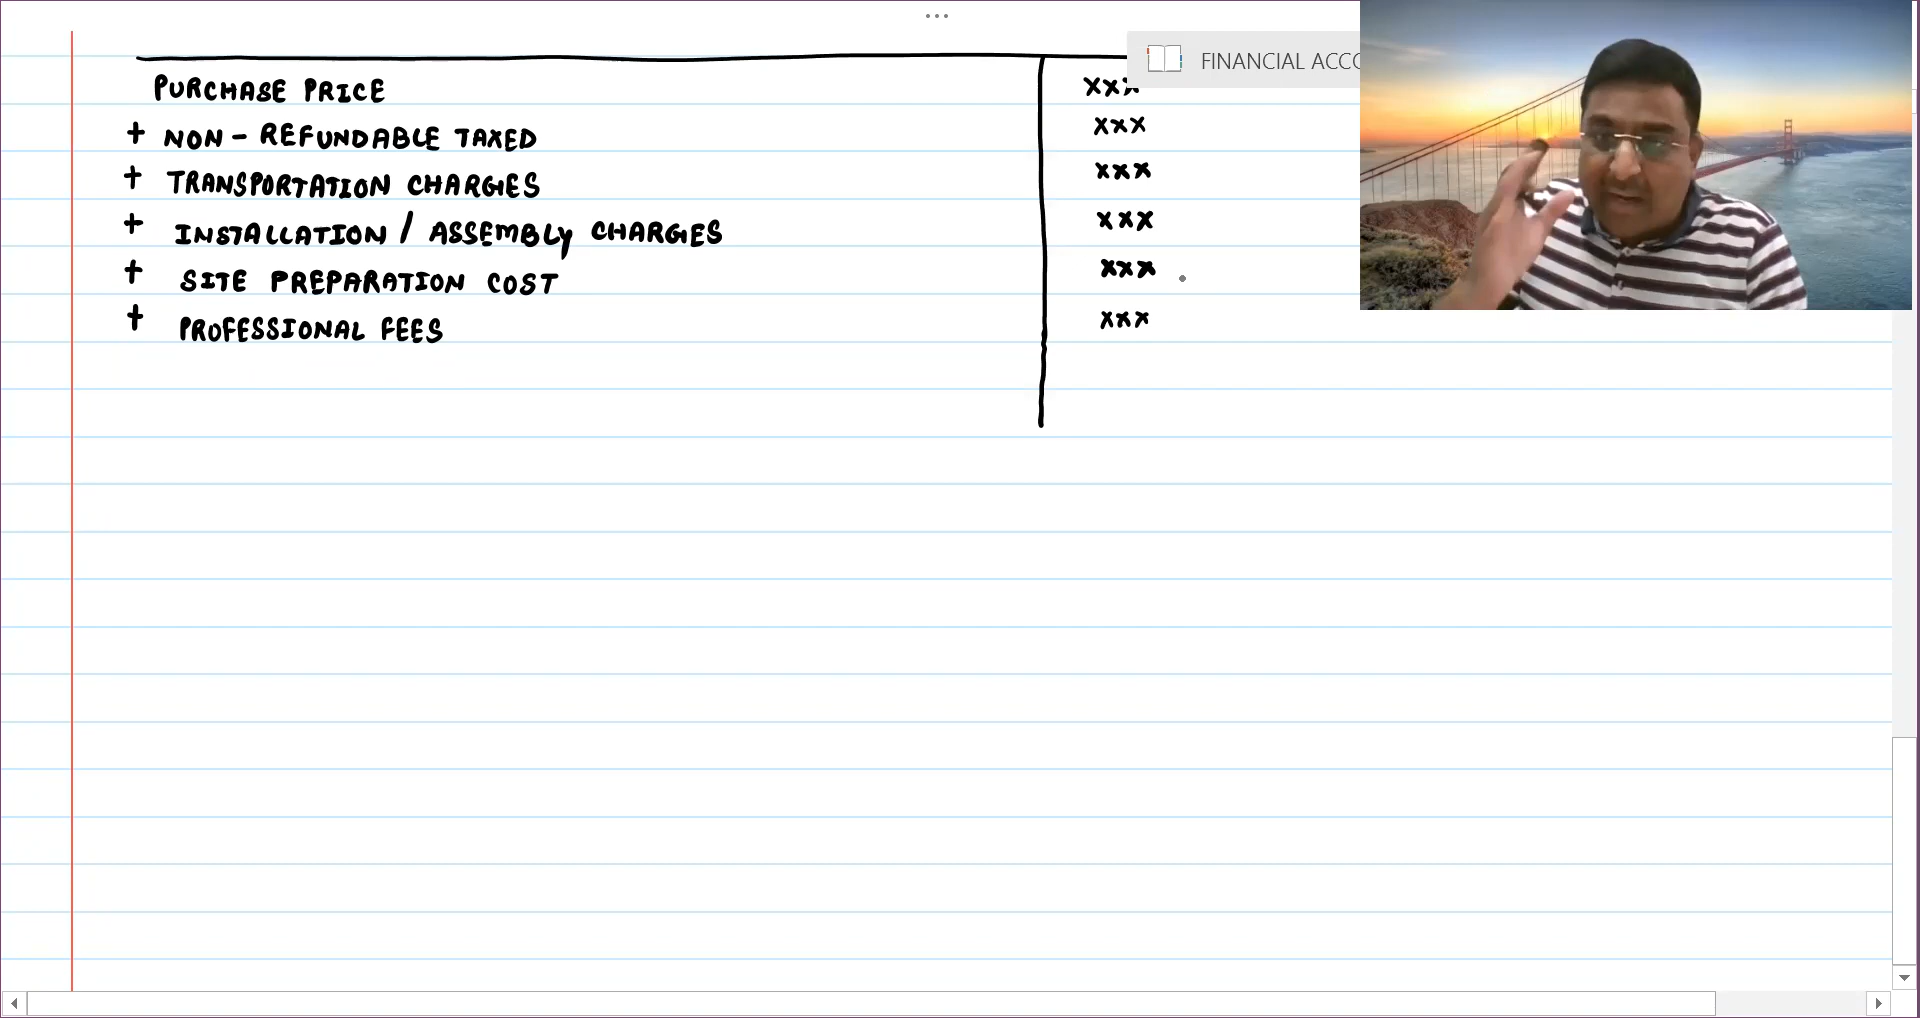 FINANCIAL ACCO
PURCHASE PRICE xxx
+ NON - REFUNDABLE TAXED xxx
+ TRANSPORTATION CHARGES xxx
+ INSTALLATION / ASSEMBLY CHARGES xxx
+ SITE PREPARATION COST xxx
+ PROFESSIONAL FEES xxx